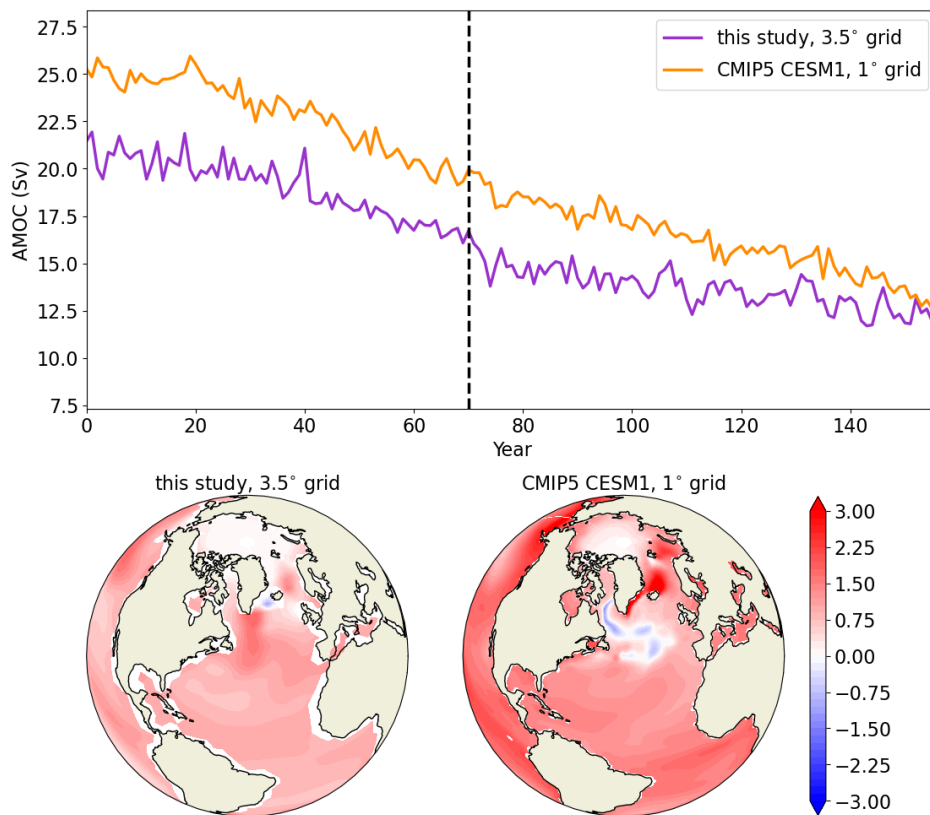 27.5
25.0
22.5
20.0
17.5
15.0
12.5
10.0
7.5
AMOC (Sv)
this study, 3.5° grid
CMIP5 CESM1, 1° grid
0 20 40 60 80 100 120 140
Year
this study, 3.5° grid
CMIP5 CESM1, 1° grid
3.00
2.25
1.50
0.75
0.00
−0.75
−1.50
−2.25
−3.00